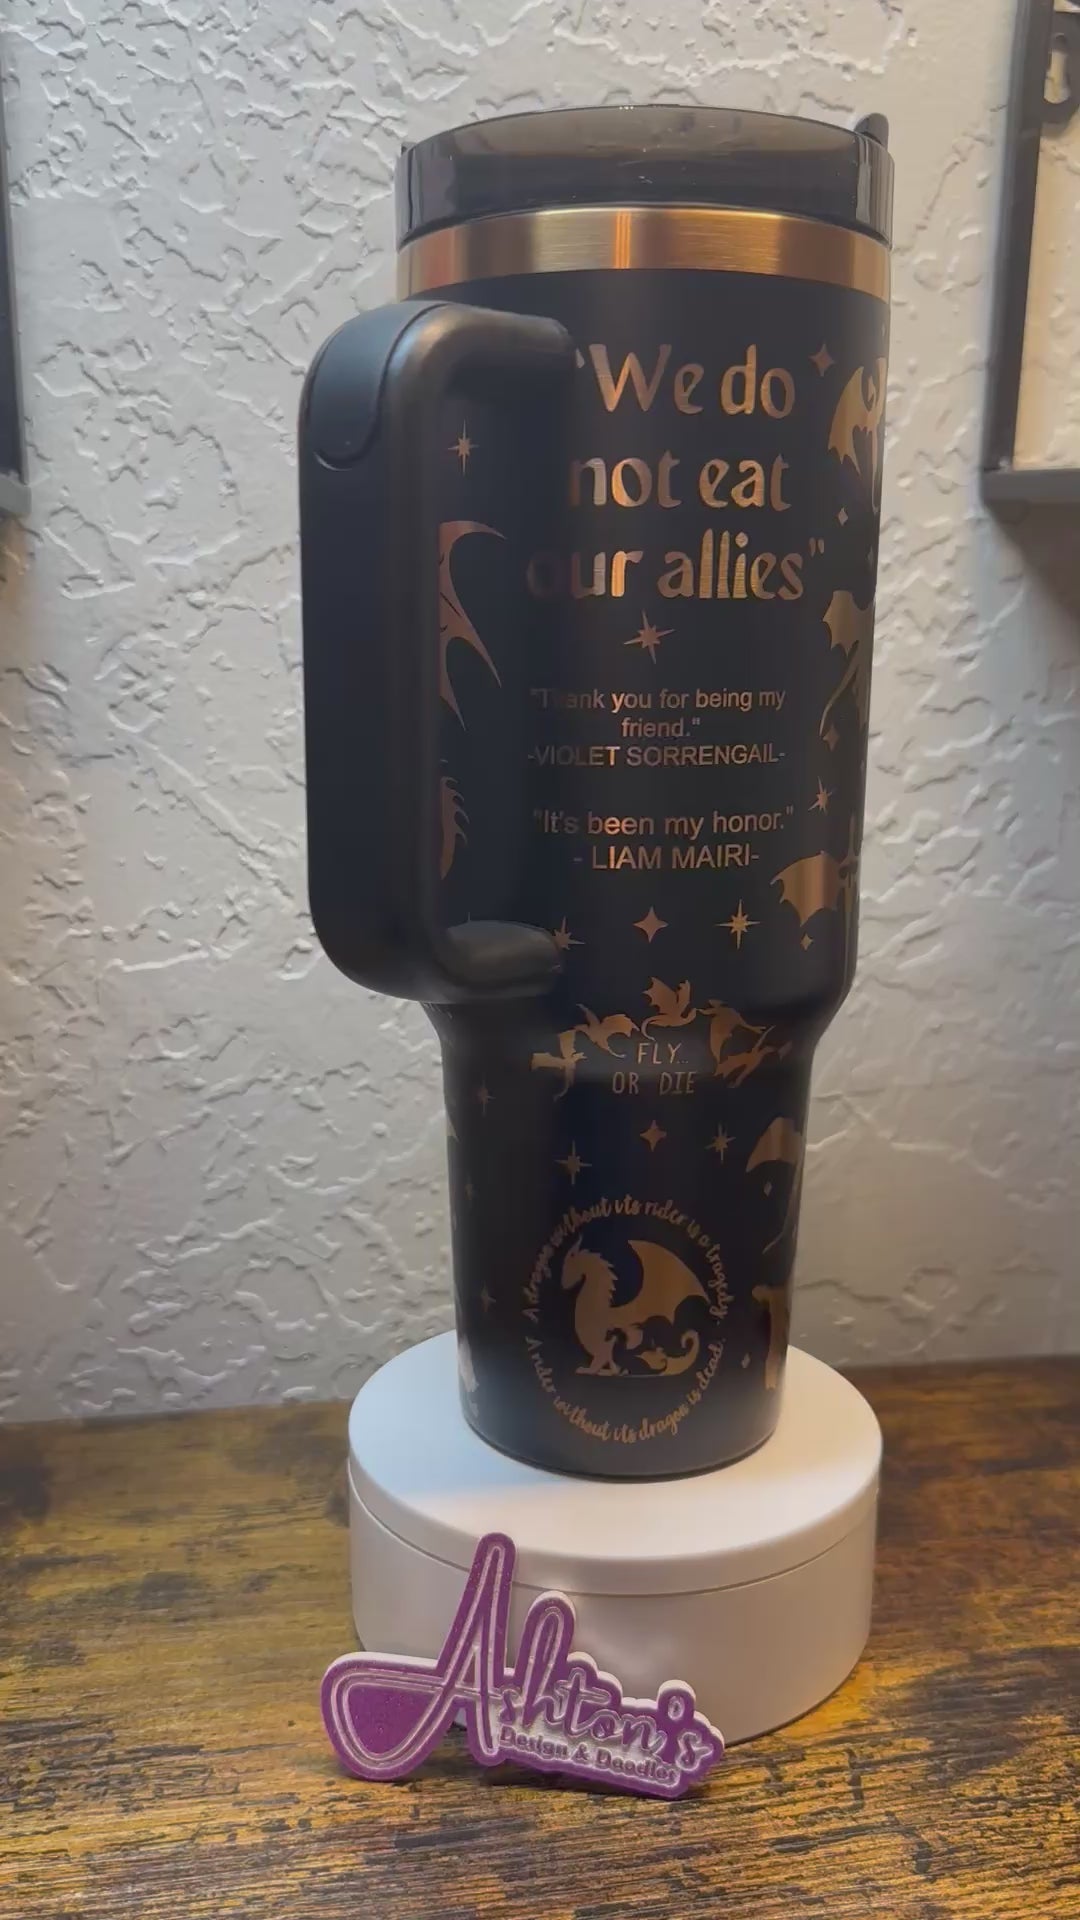 "We do
not eat
our allies"
"Thank you for being my
friend."
-VIOLET SORRENGAIL-
"It's been my honor."
- LIAM MAIRI-
FLY...
OR DIE
A dragon without its rider is a tragedy.
A rider without its dragon is dead.
Ashton's
Design & Doodles